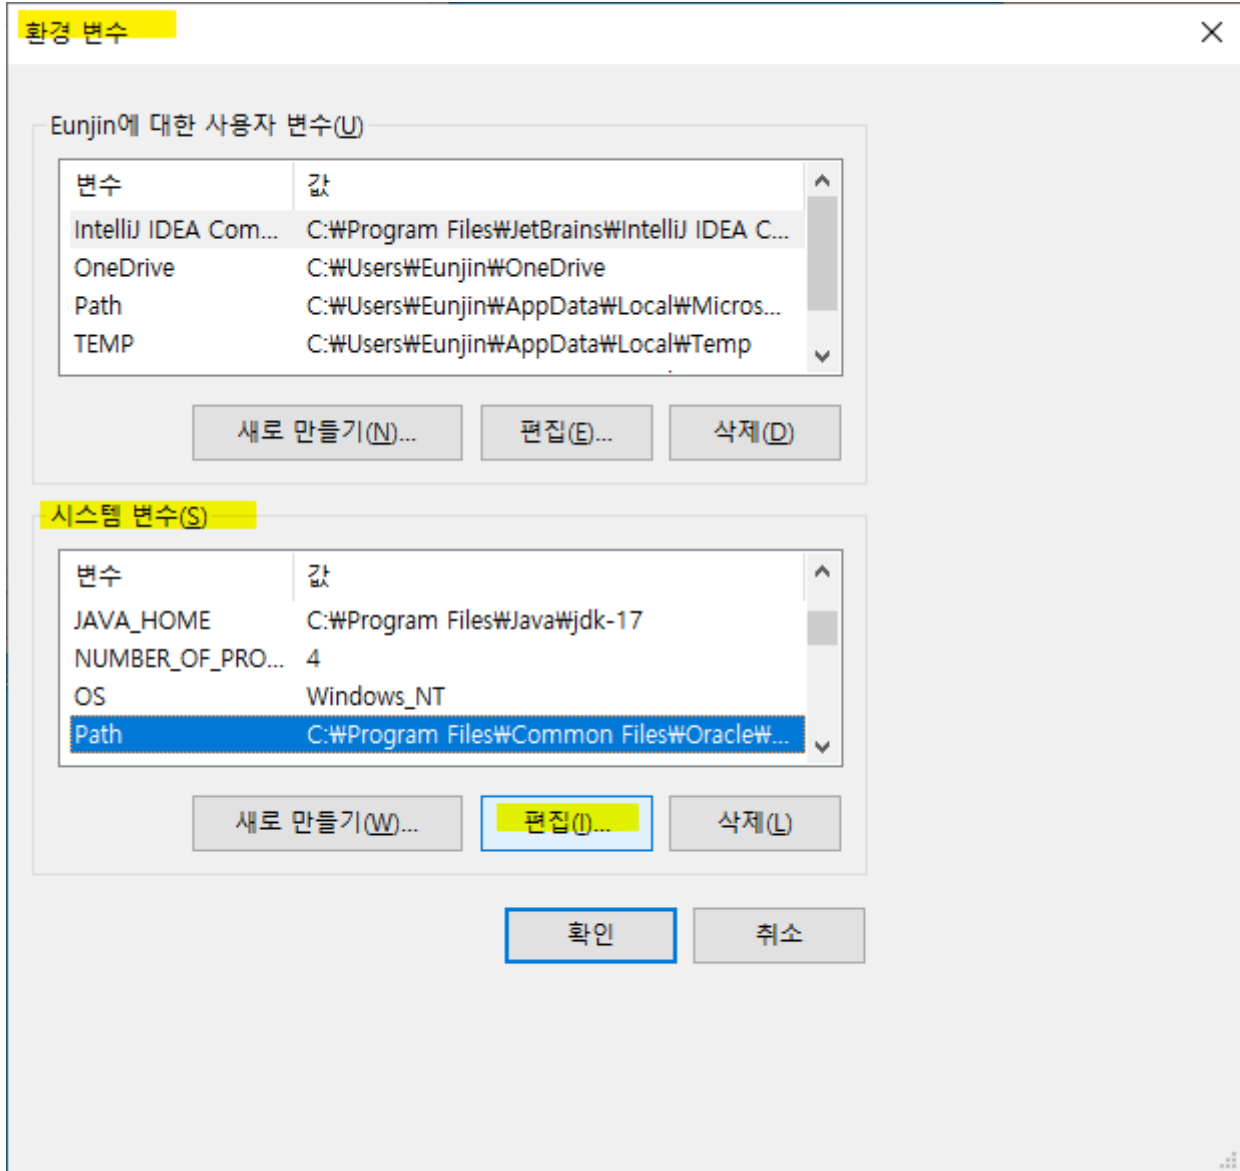 환경 변수
Eunjin에 대한 사용자 변수(U)
변수 값
IntelliJ IDEA Com... C:₩Program Files₩JetBrains₩IntelliJ IDEA C...
OneDrive C:₩Users₩Eunjin₩OneDrive
Path C:₩Users₩Eunjin₩AppData₩Local₩Micros...
TEMP C:₩Users₩Eunjin₩AppData₩Local₩Temp
새로 만들기(N)... 편집(E)... 삭제(D)
시스템 변수(S)
변수 값
JAVA_HOME C:₩Program Files₩Java₩jdk-17
NUMBER_OF_PRO... 4
OS Windows_NT
Path C:₩Program Files₩Common Files₩Oracle₩...
새로 만들기(W)... 편집(I)... 삭제(L)
확인 취소